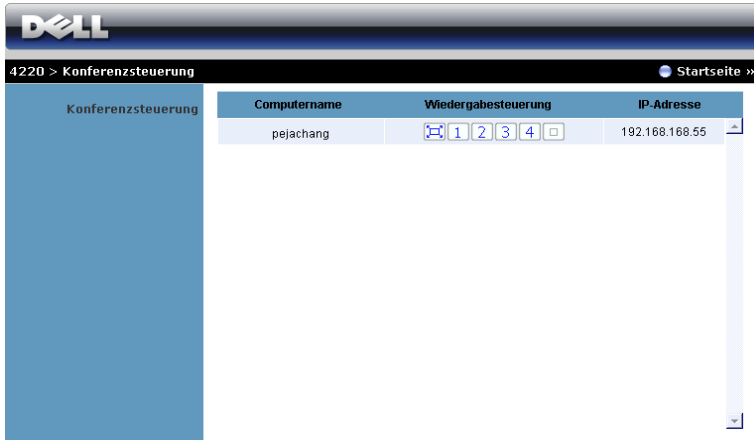 DELL
4220 > Konferenzsteuerung
Startseite »
Konferenzsteuerung
Computername Wiedergabesteuerung IP-Adresse
pejachang 1 2 3 4 192.168.168.55